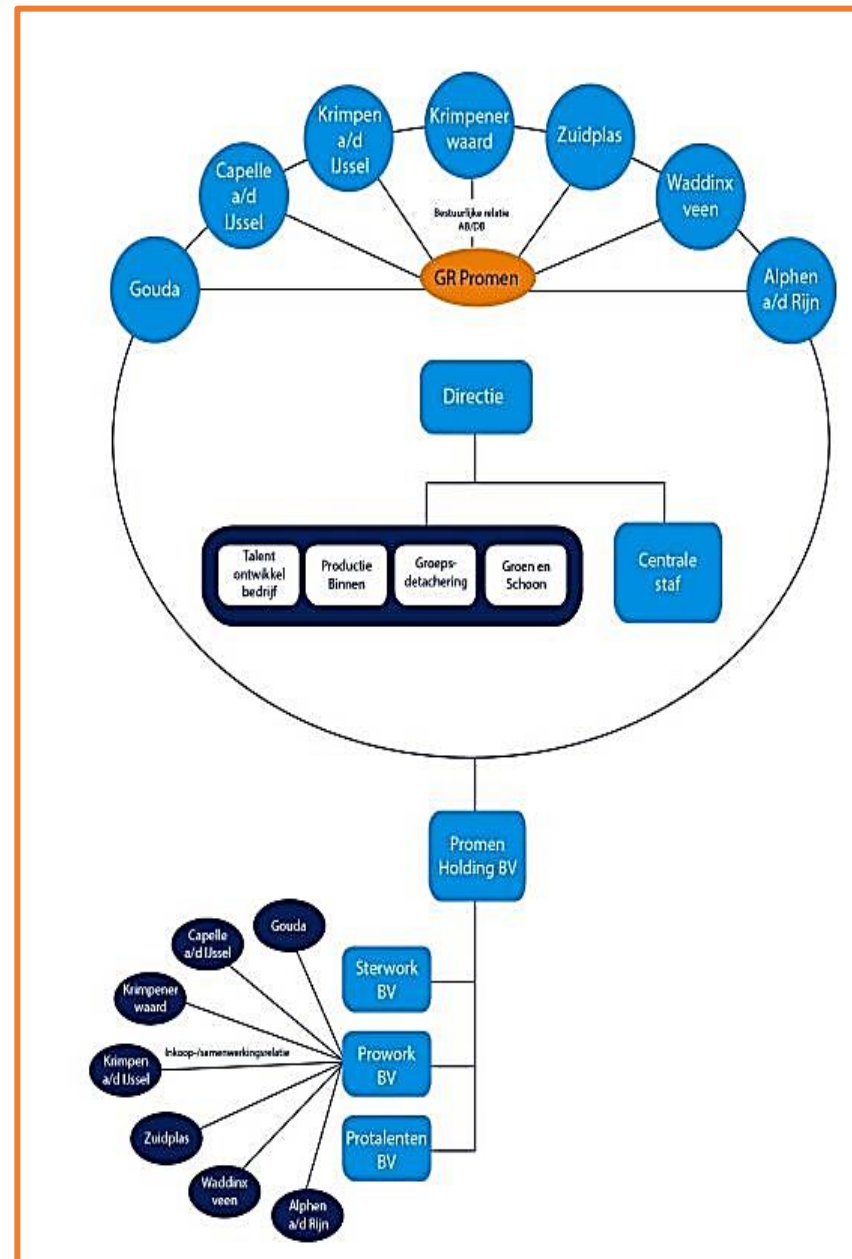 Krimpen
a/d
IJssel
Krimpener
waard
Zuidplas
Capelle
a/d
IJssel
Waddinx
veen
Bestuurlijke relatie
AB/DB
Gouda
GR Promen
Alphen
a/d Rijn
Directie
Talent
ontwikkel
bedrijf
Productie
Binnen
Groeps-
detachering
Groen en
Schoon
Centrale
staf
Promen
Holding BV
Gouda
Capelle
a/d IJssel
Krimpener
waard
Inkoop-/samenwerkingsrelatie
Krimpen
a/d IJssel
Zuidplas
Waddinx
veen
Alphen
a/d Rijn
Sterwork
BV
Prowork
BV
Protalenten
BV